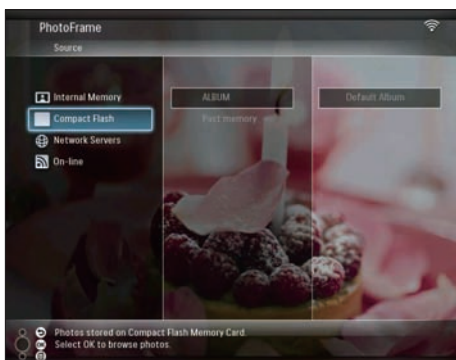 PhotoFrame
Source
Internal Memory
Compact Flash
Network Servers
On-line
ALBUM
Default Album
Photos stored on Compact Flash Memory Card.
Select OK to browse photos.